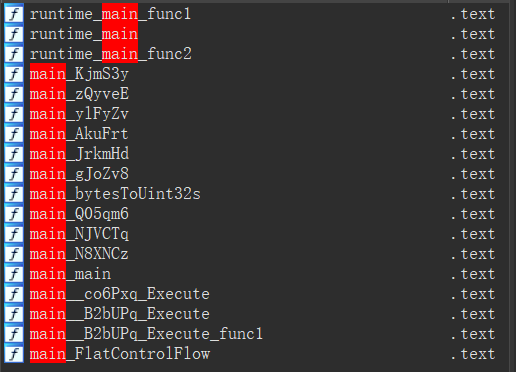 runtime_main_func1 .text
runtime_main .text
runtime_main_func2 .text
main_KjmS3y .text
main_zQyveE .text
main_ylFyZv .text
main_AkuFrt .text
main_JrkmHd .text
main_gJoZv8 .text
main_bytesToUint32s .text
main_QO5qm6 .text
main_NJVCTq .text
main_N8XNCz .text
main_main .text
main__co6Pxq_Execute .text
main__B2bUPq_Execute .text
main__B2bUPq_Execute_func1 .text
main_FlatControlFlow .text